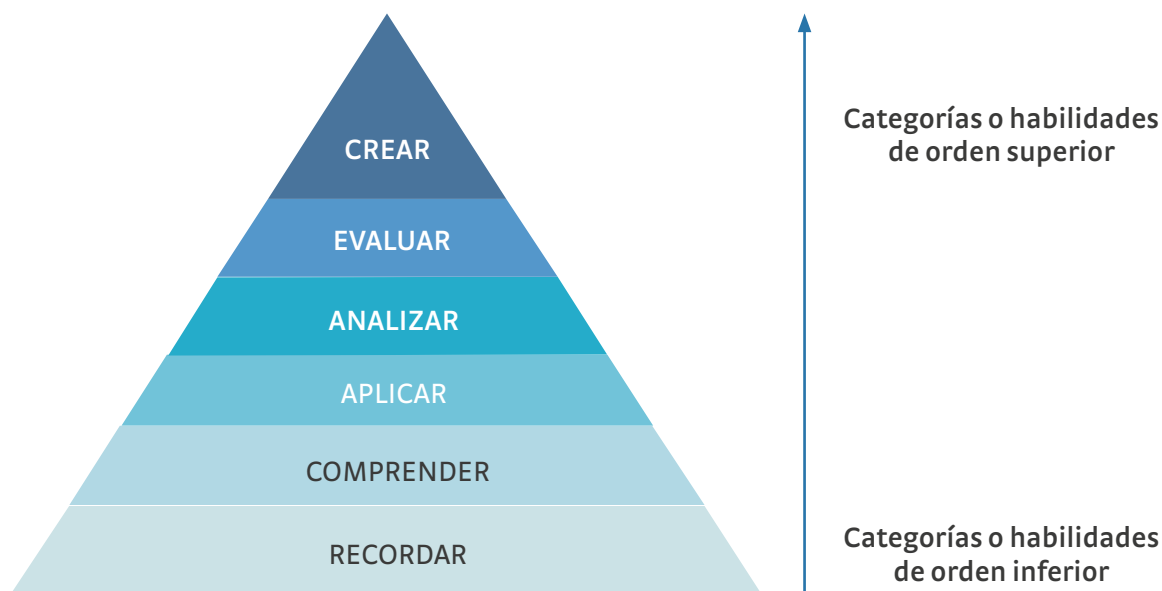 CREAR
EVALUAR
ANALIZAR
APLICAR
COMPRENDER
RECORDAR
Categorías o habilidades
de orden superior
Categorías o habilidades
de orden inferior